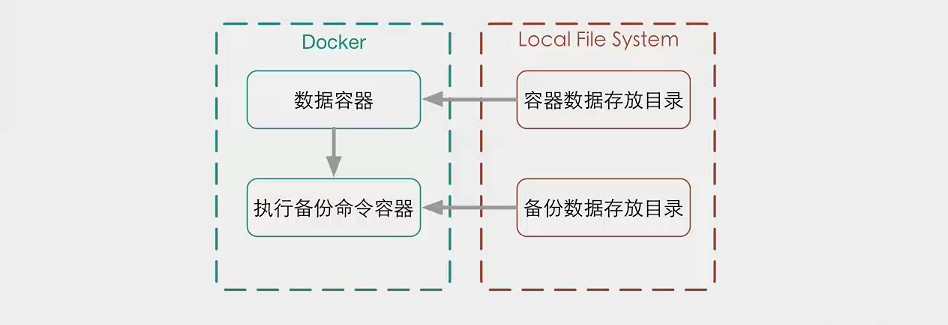 Docker
Local File System
数据容器
容器数据存放目录
执行备份命令容器
备份数据存放目录